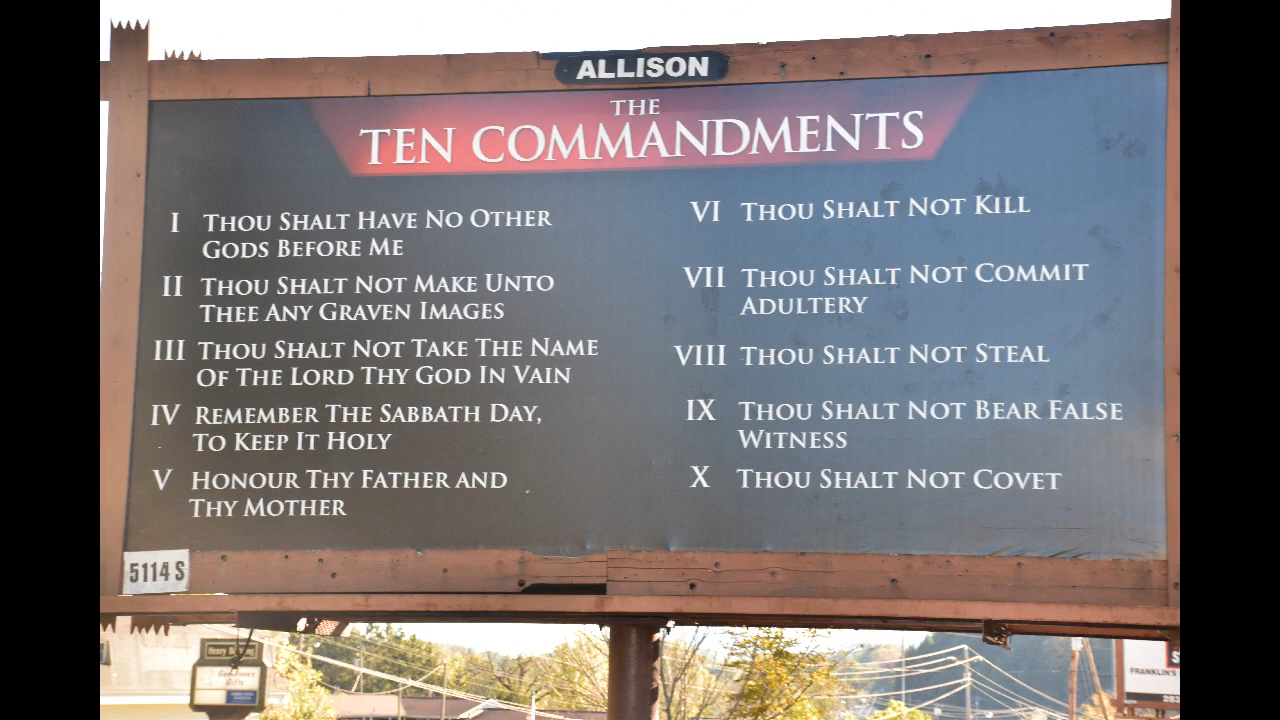 ALLISON
THE
TEN COMMANDMENTS
I THOU SHALT HAVE NO OTHER
GODS BEFORE ME
II THOU SHALT NOT MAKE UNTO
THEE ANY GRAVEN IMAGES
III THOU SHALT NOT TAKE THE NAME
OF THE LORD THY GOD IN VAIN
IV REMEMBER THE SABBATH DAY,
TO KEEP IT HOLY
V HONOUR THY FATHER AND
THY MOTHER
VI THOU SHALT NOT KILL
VII THOU SHALT NOT COMMIT
ADULTERY
VIII THOU SHALT NOT STEAL
IX THOU SHALT NOT BEAR FALSE
WITNESS
X THOU SHALT NOT COVET
5114 S
Henry
Gifts
FRANKLIN'S